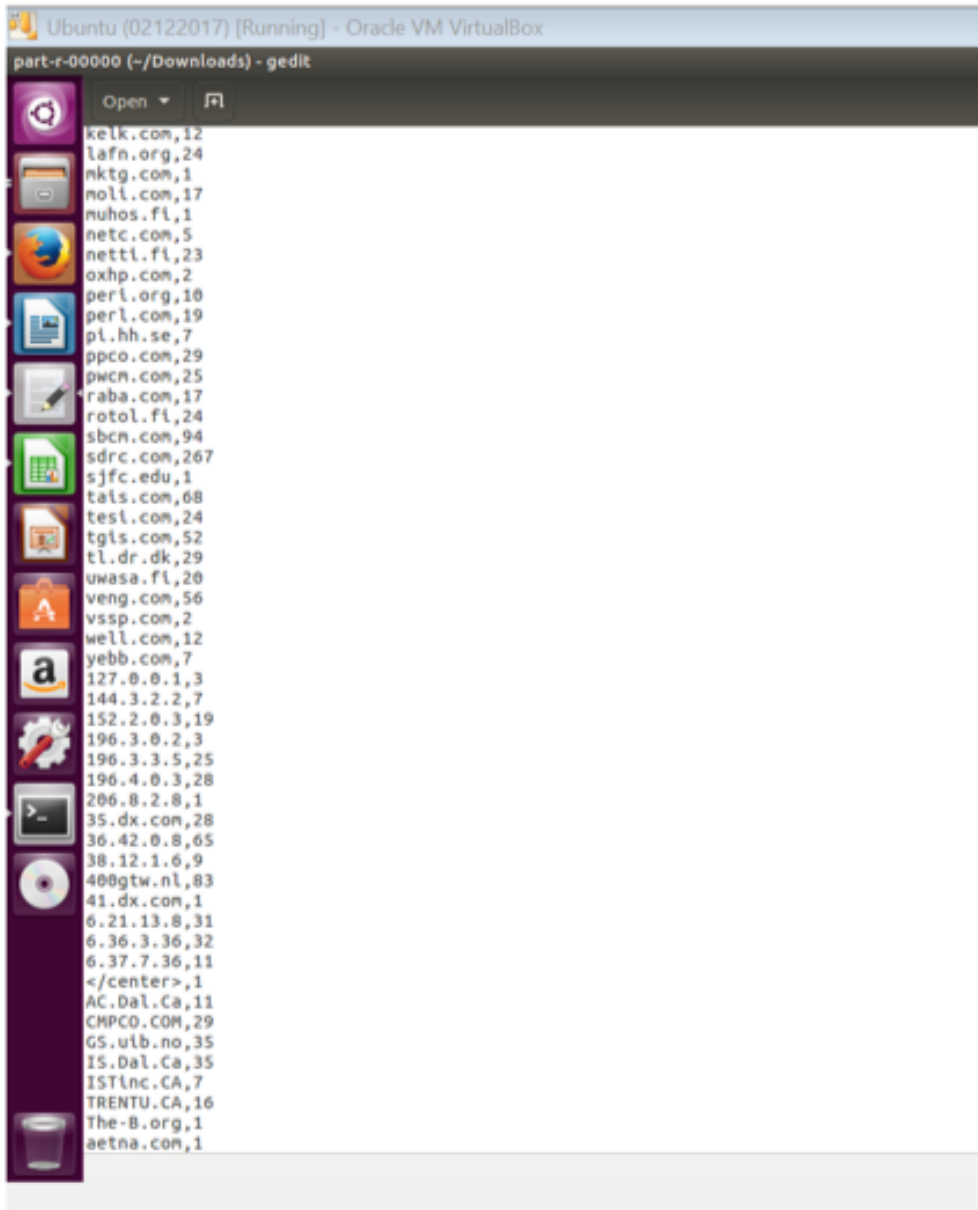 Ubuntu (02122017) [Running] - Oracle VM VirtualBox
part-r-00000 (~/Downloads) - gedit
Open
kelk.com,12
lafn.org,24
mktg.com,1
moli.com,17
muhos.fi,1
netc.com,5
netti.fi,23
oxhp.com,2
peri.org,10
perl.com,19
pi.hh.se,7
ppco.com,29
pwcm.com,25
raba.com,17
rotol.fi,24
sbcm.com,94
sdrc.com,267
sjfc.edu,1
tais.com,68
tesi.com,24
tgis.com,52
tl.dr.dk,29
uwasa.fi,20
veng.com,56
vssp.com,2
well.com,12
yebb.com,7
127.0.0.1,3
144.3.2.2,7
152.2.0.3,19
196.3.0.2,3
196.3.3.5,25
196.4.0.3,28
206.8.2.8,1
35.dx.com,28
36.42.0.8,65
38.12.1.6,9
400gtw.nl,83
41.dx.com,1
6.21.13.8,31
6.36.3.36,32
6.37.7.36,11
</center>,1
AC.Dal.Ca,11
CMPCO.COM,29
GS.uib.no,35
IS.Dal.Ca,35
ISTinc.CA,7
TRENTU.CA,16
The-B.org,1
aetna.com,1